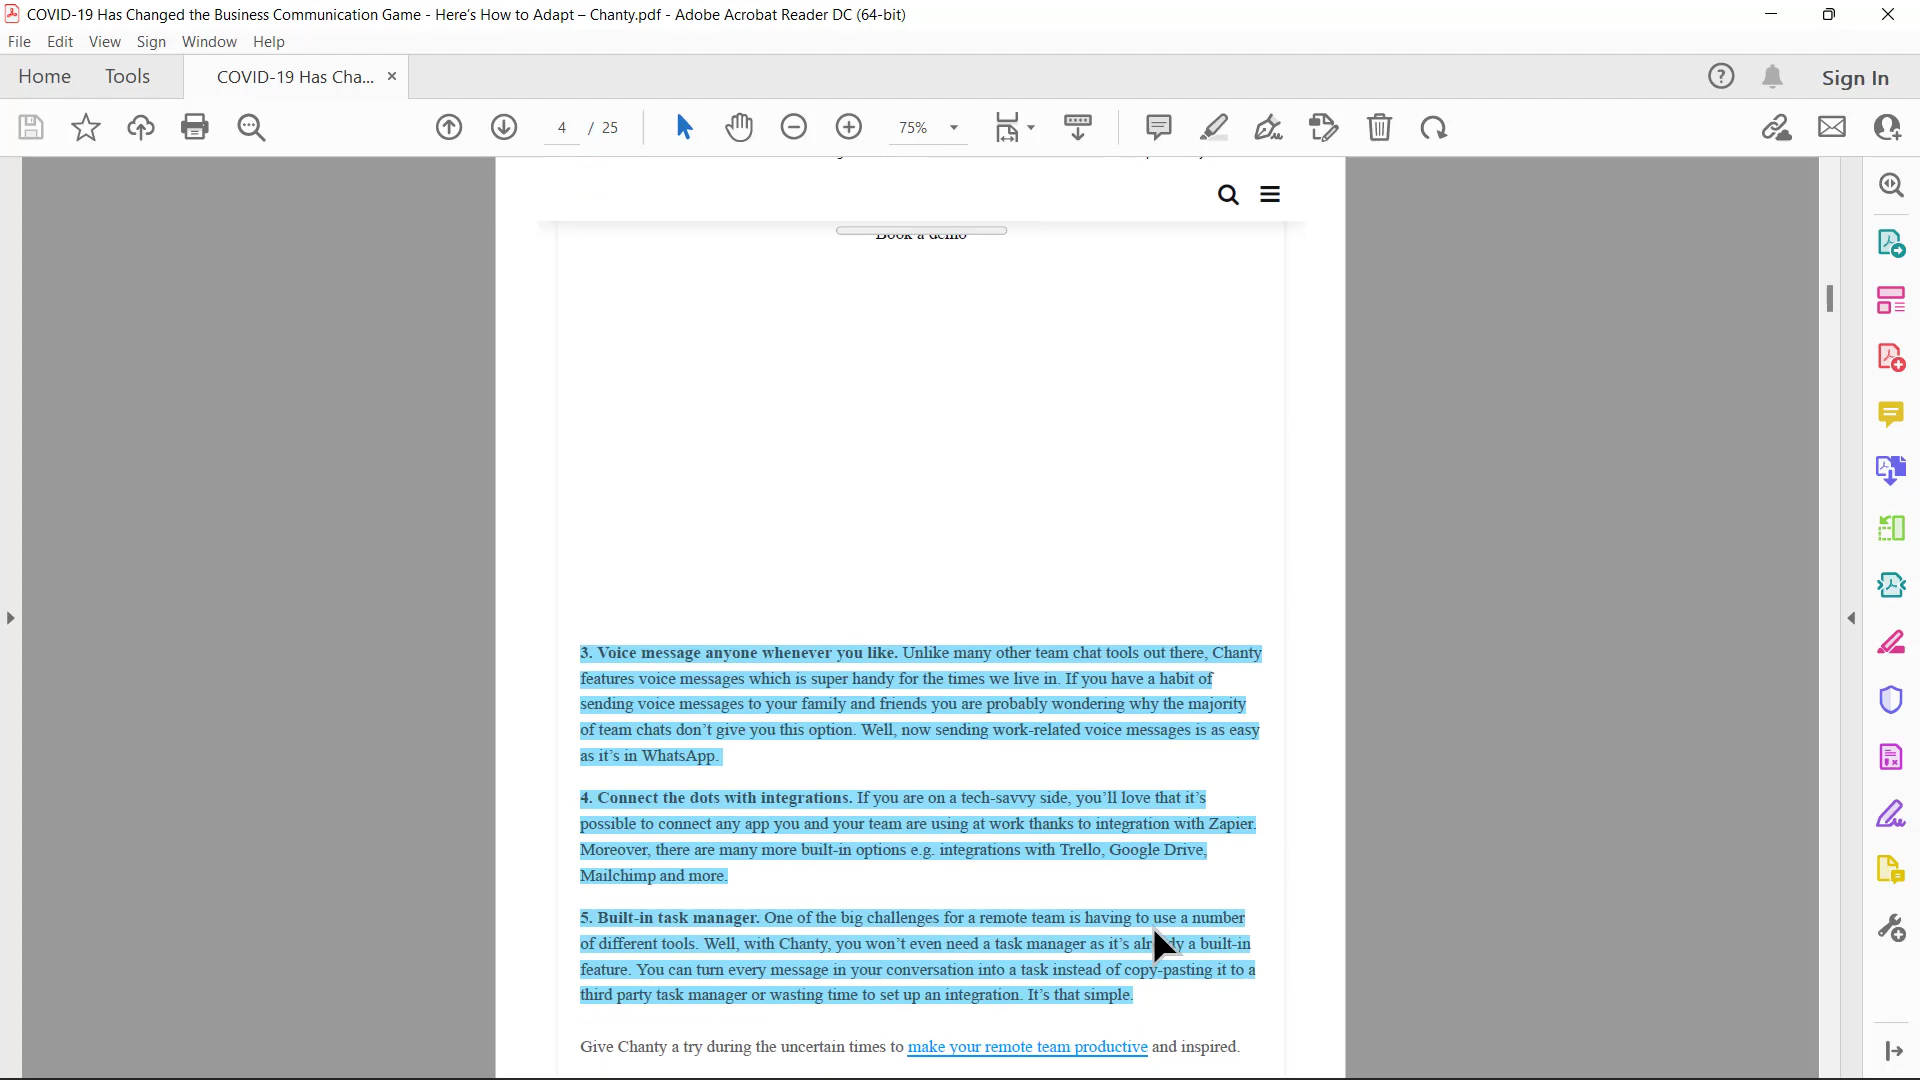 COVID-19 Has Changed the Business Communication Game - Here's How to Adapt – Chanty.pdf - Adobe Acrobat Reader DC (64-bit)
File Edit View Sign Window Help
Home Tools COVID-19 Has Cha... × Sign In
4 / 25 75%
Book a demo
3. Voice message anyone whenever you like. Unlike many other team chat tools out there, Chanty
features voice messages which is super handy for the times we live in. If you have a habit of
sending voice messages to your family and friends you are probably wondering why the majority
of team chats don't give you this option. Well, now sending work-related voice messages is as easy
as it's in WhatsApp.
4. Connect the dots with integrations. If you are on a tech-savvy side, you'll love that it's
possible to connect any app you and your team are using at work thanks to integration with Zapier.
Moreover, there are many more built-in options e.g. integrations with Trello, Google Drive,
Mailchimp and more.
5. Built-in task manager. One of the big challenges for a remote team is having to use a number
of different tools. Well, with Chanty, you won't even need a task manager as it's already a built-in
feature. You can turn every message in your conversation into a task instead of copy-pasting it to a
third party task manager or wasting time to set up an integration. It's that simple.
Give Chanty a try during the uncertain times to make your remote team productive and inspired.